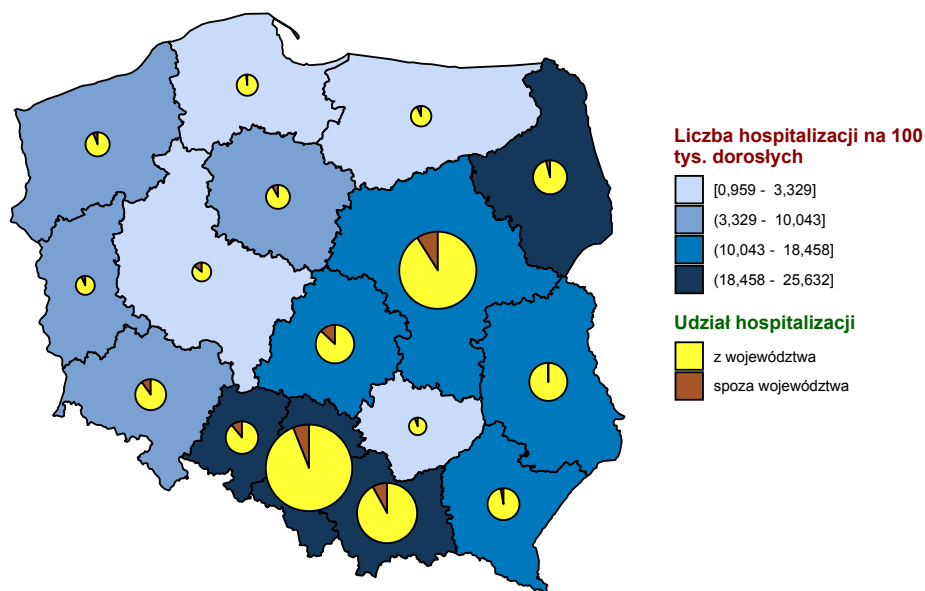 Liczba hospitalizacji na 100
tys. dorosłych
[0,959 - 3,329]
(3,329 - 10,043]
(10,043 - 18,458]
(18,458 - 25,632]
Udział hospitalizacji
z województwa
spoza województwa